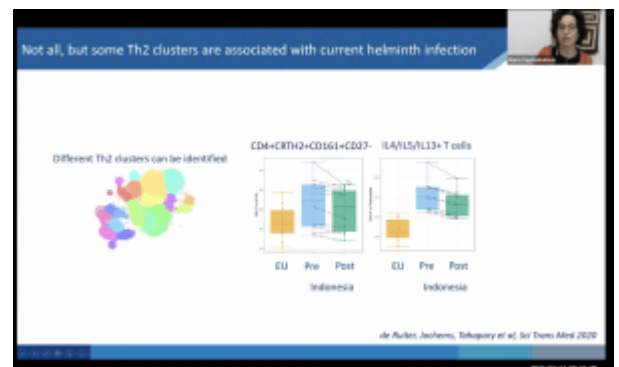 Not all, but some Th2 clusters are associated with current helminth infection
Different Th2 clusters can be identified
CD4+CRTH2+CD161+CD27-
IL4/IL5/IL13+ T cells
EU Pre Post
Indonesia
EU Pre Post
Indonesia
de Ruiter, Jochems, Tahapary et al, Sci Trans Med 2020